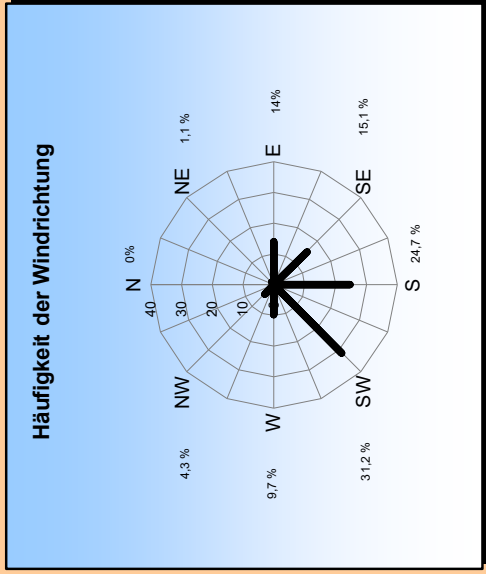 Häufigkeit der Windrichtung
N 0%
NE 1,1 %
E 14%
SE 15,1 %
S 24,7 %
SW 31,2 %
W 9,7 %
NW 4,3 %
40
30
20
10